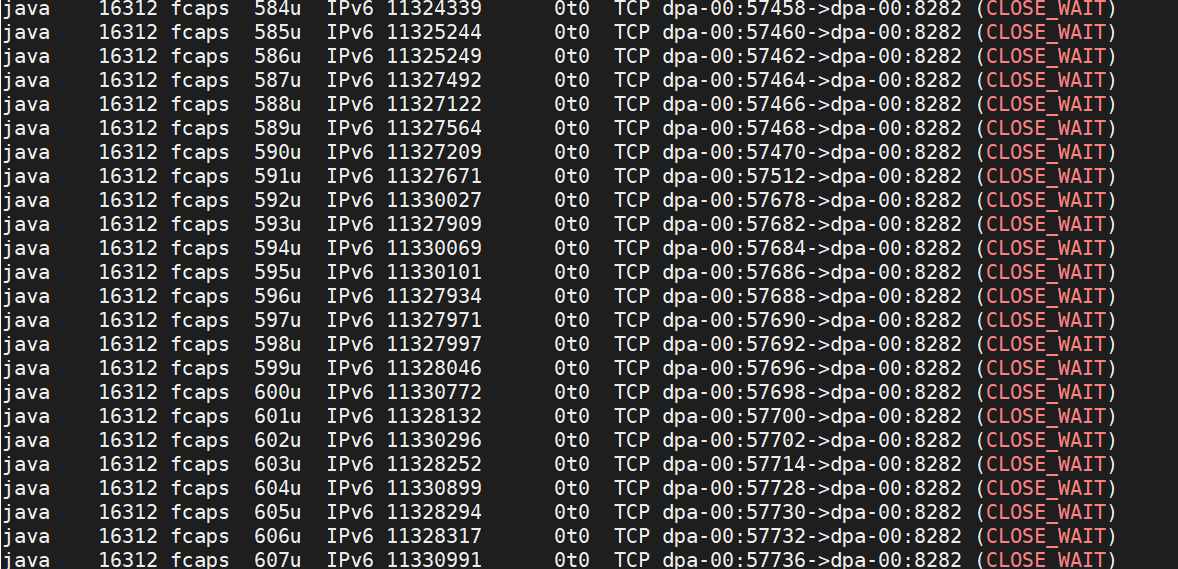 java 16312 fcaps 584u IPv6 11324339 0t0 TCP dpa-00:57458->dpa-00:8282 (CLOSE_WAIT)
java 16312 fcaps 585u IPv6 11325244 0t0 TCP dpa-00:57460->dpa-00:8282 (CLOSE_WAIT)
java 16312 fcaps 586u IPv6 11325249 0t0 TCP dpa-00:57462->dpa-00:8282 (CLOSE_WAIT)
java 16312 fcaps 587u IPv6 11327492 0t0 TCP dpa-00:57464->dpa-00:8282 (CLOSE_WAIT)
java 16312 fcaps 588u IPv6 11327122 0t0 TCP dpa-00:57466->dpa-00:8282 (CLOSE_WAIT)
java 16312 fcaps 589u IPv6 11327564 0t0 TCP dpa-00:57468->dpa-00:8282 (CLOSE_WAIT)
java 16312 fcaps 590u IPv6 11327209 0t0 TCP dpa-00:57470->dpa-00:8282 (CLOSE_WAIT)
java 16312 fcaps 591u IPv6 11327671 0t0 TCP dpa-00:57512->dpa-00:8282 (CLOSE_WAIT)
java 16312 fcaps 592u IPv6 11330027 0t0 TCP dpa-00:57678->dpa-00:8282 (CLOSE_WAIT)
java 16312 fcaps 593u IPv6 11327909 0t0 TCP dpa-00:57682->dpa-00:8282 (CLOSE_WAIT)
java 16312 fcaps 594u IPv6 11330069 0t0 TCP dpa-00:57684->dpa-00:8282 (CLOSE_WAIT)
java 16312 fcaps 595u IPv6 11330101 0t0 TCP dpa-00:57686->dpa-00:8282 (CLOSE_WAIT)
java 16312 fcaps 596u IPv6 11327934 0t0 TCP dpa-00:57688->dpa-00:8282 (CLOSE_WAIT)
java 16312 fcaps 597u IPv6 11327971 0t0 TCP dpa-00:57690->dpa-00:8282 (CLOSE_WAIT)
java 16312 fcaps 598u IPv6 11327997 0t0 TCP dpa-00:57692->dpa-00:8282 (CLOSE_WAIT)
java 16312 fcaps 599u IPv6 11328046 0t0 TCP dpa-00:57696->dpa-00:8282 (CLOSE_WAIT)
java 16312 fcaps 600u IPv6 11330772 0t0 TCP dpa-00:57698->dpa-00:8282 (CLOSE_WAIT)
java 16312 fcaps 601u IPv6 11328132 0t0 TCP dpa-00:57700->dpa-00:8282 (CLOSE_WAIT)
java 16312 fcaps 602u IPv6 11330296 0t0 TCP dpa-00:57702->dpa-00:8282 (CLOSE_WAIT)
java 16312 fcaps 603u IPv6 11328252 0t0 TCP dpa-00:57714->dpa-00:8282 (CLOSE_WAIT)
java 16312 fcaps 604u IPv6 11330899 0t0 TCP dpa-00:57728->dpa-00:8282 (CLOSE_WAIT)
java 16312 fcaps 605u IPv6 11328294 0t0 TCP dpa-00:57730->dpa-00:8282 (CLOSE_WAIT)
java 16312 fcaps 606u IPv6 11328317 0t0 TCP dpa-00:57732->dpa-00:8282 (CLOSE_WAIT)
java 16312 fcaps 607u IPv6 11330991 0t0 TCP dpa-00:57736->dpa-00:8282 (CLOSE_WAIT)